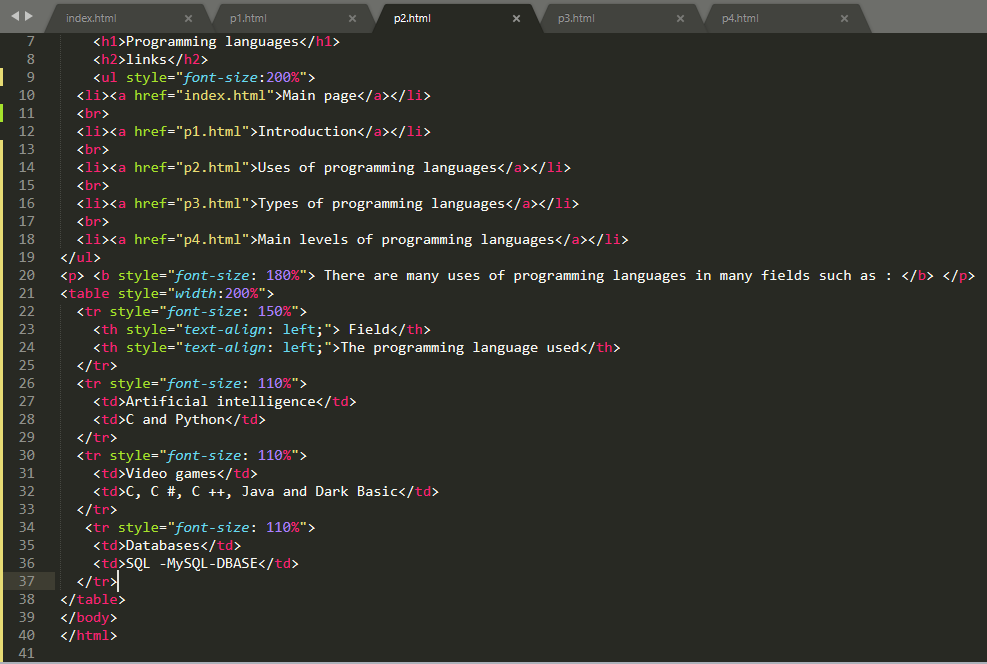 index.html × p1.html × p2.html × p3.html × p4.html ×
7 <h1>Programming languages</h1>
8 <h2>links</h2>
9 <ul style="font-size:200%">
10 <li><a href="index.html">Main page</a></li>
11 <br>
12 <li><a href="p1.html">Introduction</a></li>
13 <br>
14 <li><a href="p2.html">Uses of programming languages</a></li>
15 <br>
16 <li><a href="p3.html">Types of programming languages</a></li>
17 <br>
18 <li><a href="p4.html">Main levels of programming languages</a></li>
19 </ul>
20 <p> <b style="font-size: 180%"> There are many uses of programming languages in many fields such as : </b> </p>
21 <table style="width:200%">
22 <tr style="font-size: 150%">
23 <th style="text-align: left;"> Field</th>
24 <th style="text-align: left;">The programming language used</th>
25 </tr>
26 <tr style="font-size: 110%">
27 <td>Artificial intelligence</td>
28 <td>C and Python</td>
29 </tr>
30 <tr style="font-size: 110%">
31 <td>Video games</td>
32 <td>C, C #, C ++, Java and Dark Basic</td>
33 </tr>
34 <tr style="font-size: 110%">
35 <td>Databases</td>
36 <td>SQL -MySQL-DBASE</td>
37 </tr>
38 </table>
39 </body>
40 </html>
41